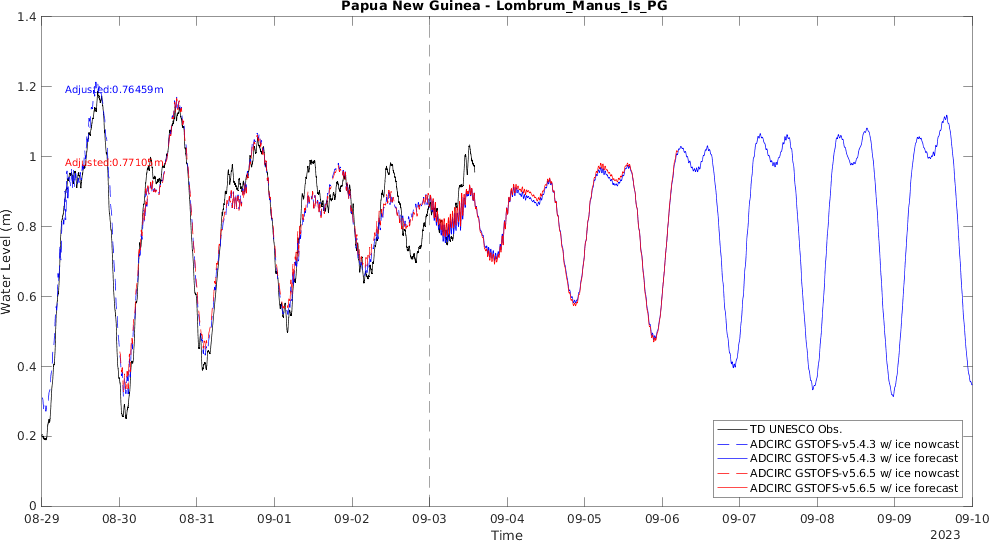 Papua New Guinea - Lombrum_Manus_Is_PG
1.4
1.2
1
0.8
0.6
0.4
0.2
0
Water Level (m)
Adjusted:0.76459m
Adjusted:0.77109m
08-29
08-30
08-31
09-01
09-02
09-03
09-04
09-05
09-06
09-07
09-08
09-09
09-10
Time
2023
TD UNESCO Obs.
ADCIRC GSTOFS-v5.4.3 w/ ice nowcast
ADCIRC GSTOFS-v5.4.3 w/ ice forecast
ADCIRC GSTOFS-v5.6.5 w/ ice nowcast
ADCIRC GSTOFS-v5.6.5 w/ ice forecast